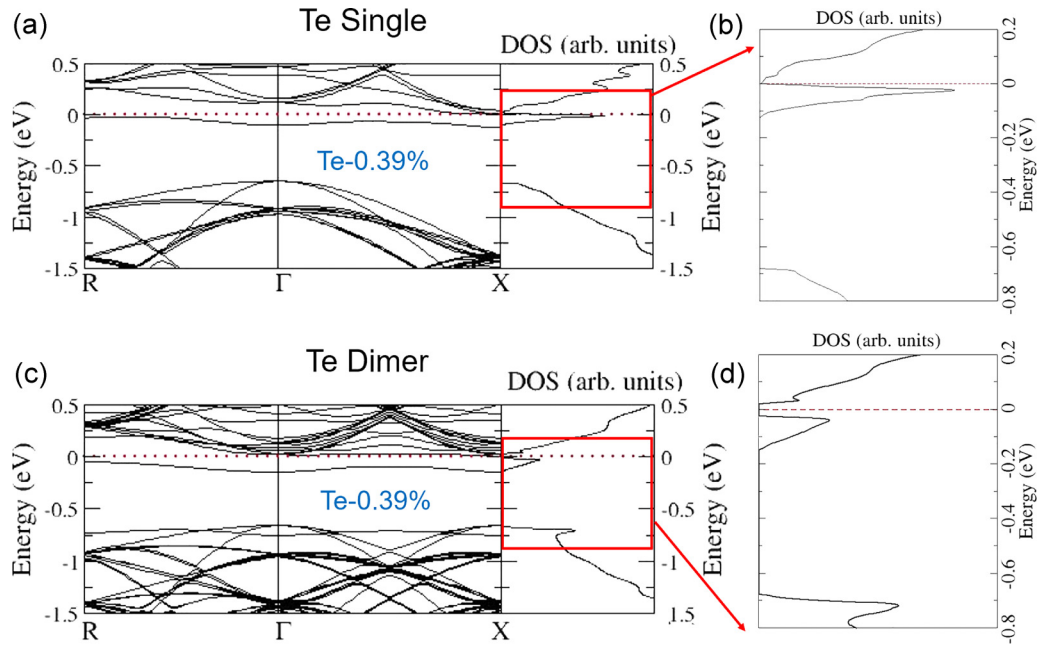 (a)
Te Single
DOS (arb. units)
0.5
0
-0.5
-1
-1.5
Energy (eV)
Te-0.39%
R
Γ
X
0.5
0
-0.5
-1
-1.5
Energy (eV)
(b)
DOS (arb. units)
0.2
0
-0.2
-0.4
-0.6
-0.8
Energy (eV)
(c)
Te Dimer
DOS (arb. units)
0.5
0
-0.5
-1
-1.5
Energy (eV)
Te-0.39%
R
Γ
X
0.5
0
-0.5
-1
1.5
Energy (eV)
(d)
DOS (arb. units)
0.2
0
-0.2
-0.4
-0.6
-0.8
Energy (eV)